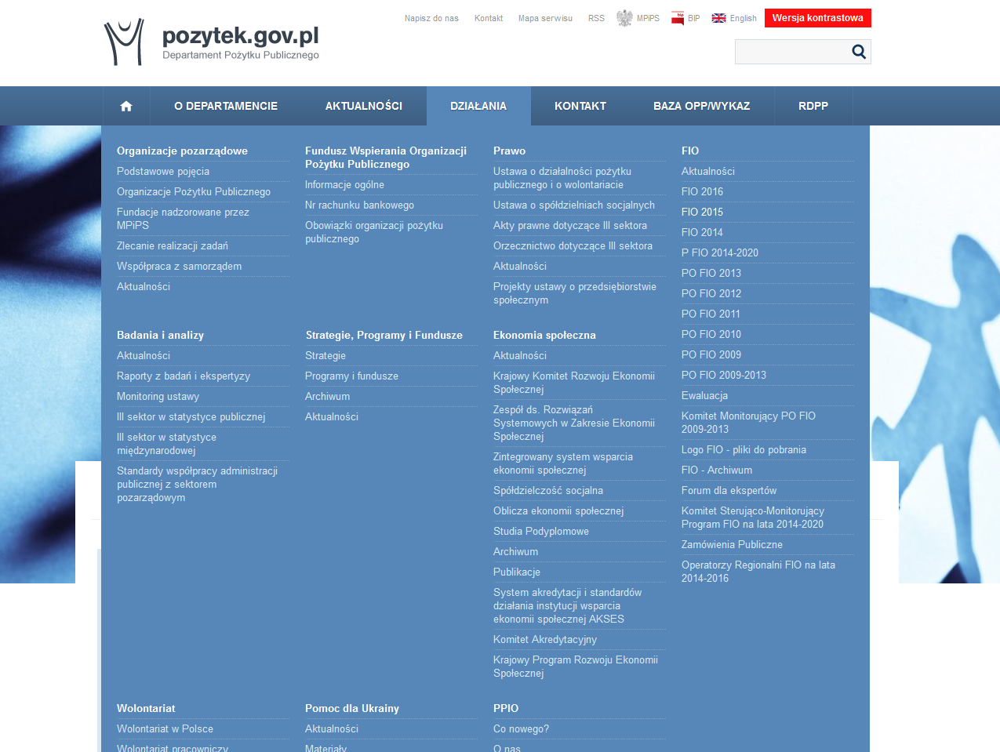 Napisz do nas
Kontakt
Mapa serwisu
RSS
MPiPS
bip
BIP
English
Wersja kontrastowa
pozytek.gov.pl
Departament Pożytku Publicznego
O DEPARTAMENCIE
AKTUALNOŚCI
DZIAŁANIA
KONTAKT
BAZA OPP/WYKAZ
RDPP
Organizacje pozarządowe
Podstawowe pojęcia
Organizacje Pożytku Publicznego
Fundacje nadzorowane przez
MPiPS
Zlecanie realizacji zadań
Współpraca z samorządem
Aktualności
Fundusz Wspierania Organizacji
Pożytku Publicznego
Informacje ogólne
Nr rachunku bankowego
Obowiązki organizacji pożytku
publicznego
Prawo
Ustawa o działalności pożytku
publicznego i o wolontariacie
Ustawa o spółdzielniach socjalnych
Akty prawne dotyczące III sektora
Orzecznictwo dotyczące III sektora
Aktualności
Projekty ustawy o przedsiębiorstwie
społecznym
FIO
Aktualności
FIO 2016
FIO 2015
FIO 2014
P FIO 2014-2020
PO FIO 2013
PO FIO 2012
PO FIO 2011
PO FIO 2010
PO FIO 2009
PO FIO 2009-2013
Ewaluacja
Komitet Monitorujący PO FIO
2009-2013
Logo FIO - pliki do pobrania
FIO - Archiwum
Forum dla ekspertów
Komitet Sterująco-Monitorujący
Program FIO na lata 2014-2020
Zamówienia Publiczne
Operatorzy Regionalni FIO na lata
2014-2016
Badania i analizy
Aktualności
Raporty z badań i ekspertyzy
Monitoring ustawy
III sektor w statystyce publicznej
III sektor w statystyce
międzynarodowej
Standardy współpracy administracji
publicznej z sektorem
pozarządowym
Strategie, Programy i Fundusze
Strategie
Programy i fundusze
Archiwum
Aktualności
Ekonomia społeczna
Aktualności
Krajowy Komitet Rozwoju Ekonomii
Społecznej
Zespół ds. Rozwiązań
Systemowych w Zakresie Ekonomii
Społecznej
Zintegrowany system wsparcia
ekonomii społecznej
Spółdzielczość socjalna
Oblicza ekonomii społecznej
Studia Podyplomowe
Archiwum
Publikacje
System akredytacji i standardów
działania instytucji wsparcia
ekonomii społecznej AKSES
Komitet Akredytacyjny
Krajowy Program Rozwoju Ekonomii
Społecznej
Wolontariat
Wolontariat w Polsce
Wolontariat pracowniczy
Pomoc dla Ukrainy
Aktualności
Materiały
PPIO
Co nowego?
O nas